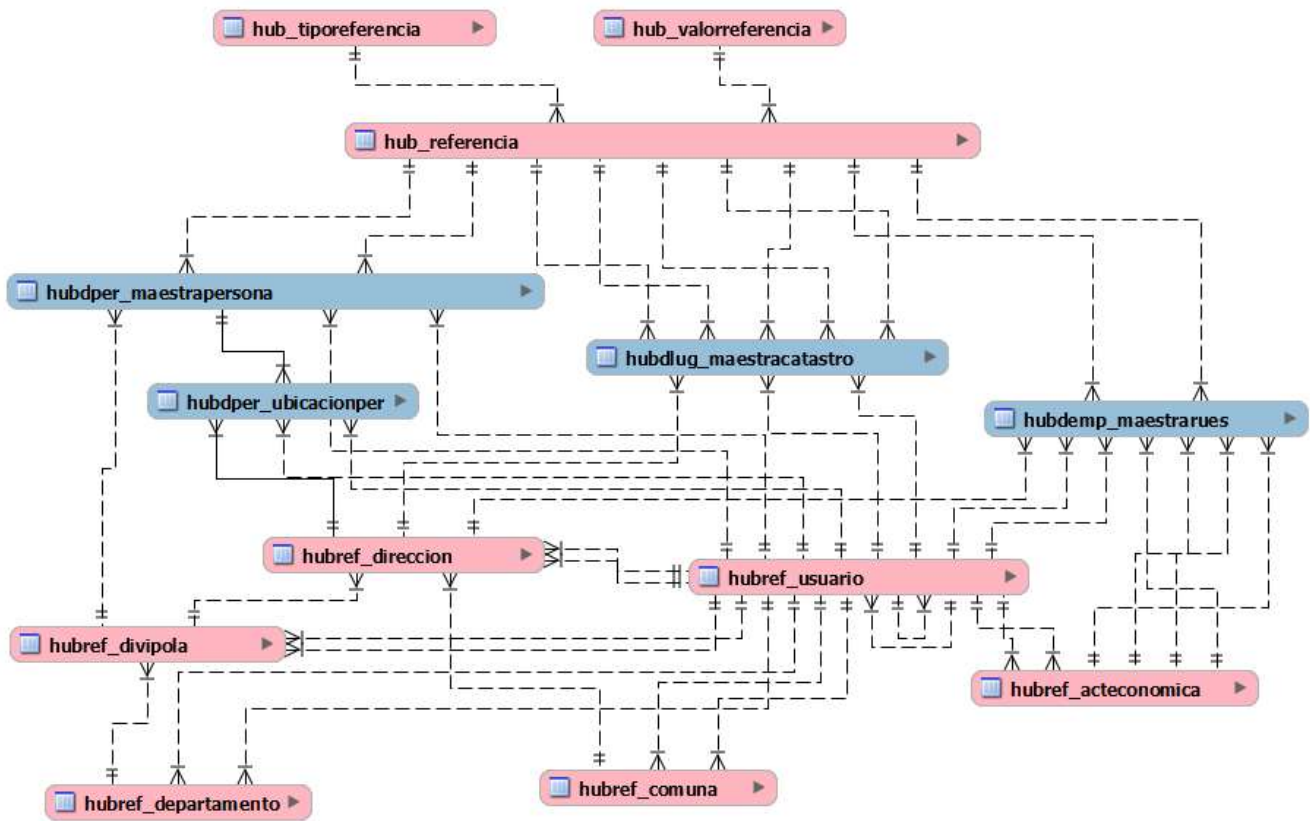 hub_tiporeferencia
hub_valorreferencia
hub_referencia
hubdper_maestrapersona
hubdlug_maestracatastro
hubdper_ubicacionper
hubdemp_maestrarues
hubref_direccion
hubref_usuario
hubref_divipola
hubref_acteconomica
hubref_departamento
hubref_comuna